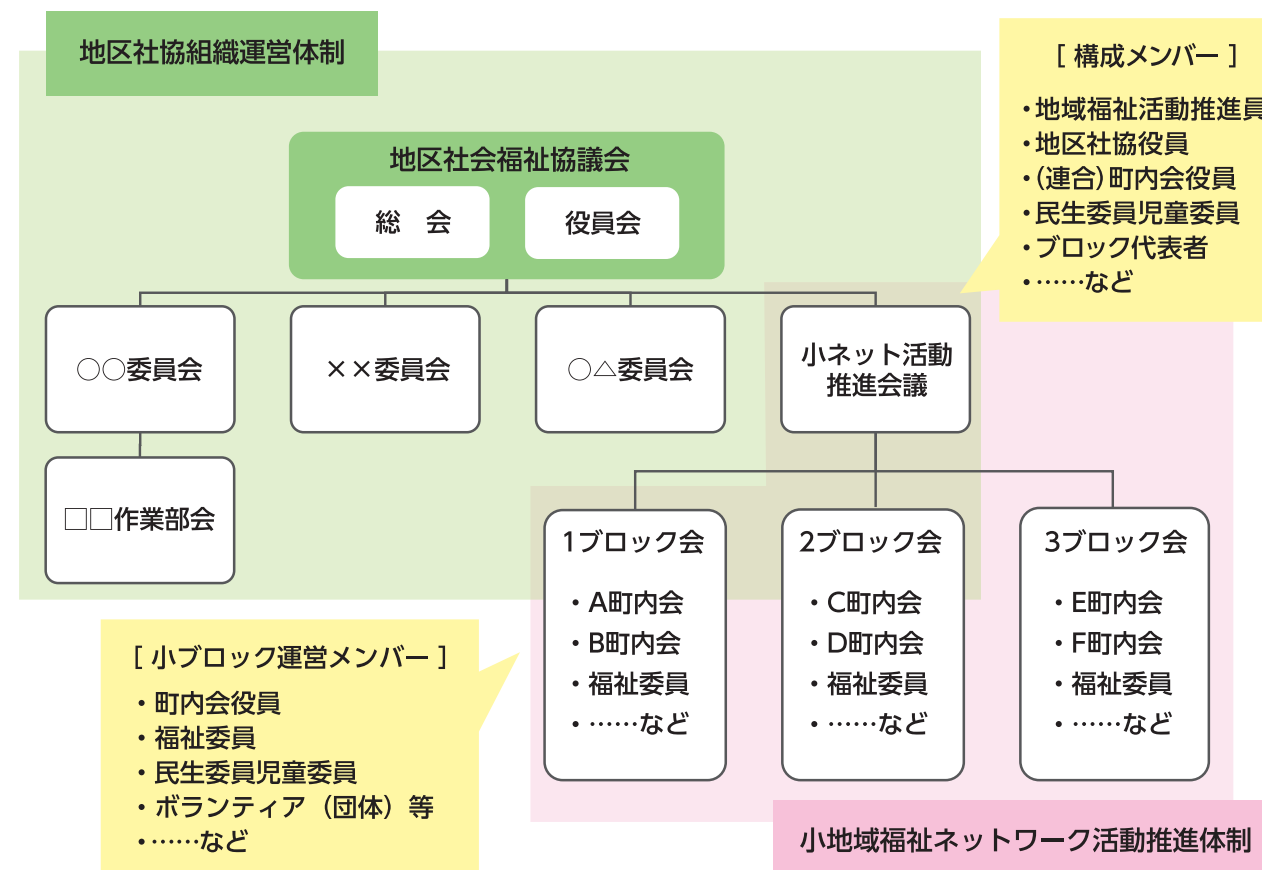 地区社協組織運営体制
[ 構成メンバー ]
・地域福祉活動推進員
・地区社協役員
・(連合)町内会役員
・民生委員児童委員
・ブロック代表者
・……など
地区社会福祉協議会
総　会
役員会
○○委員会
××委員会
○△委員会
小ネット活動
推進会議
□□作業部会
1ブロック会
・A町内会
・B町内会
・福祉委員
・……など
2ブロック会
・C町内会
・D町内会
・福祉委員
・……など
3ブロック会
・E町内会
・F町内会
・福祉委員
・……など
[ 小ブロック運営メンバー ]
・町内会役員
・福祉委員
・民生委員児童委員
・ボランティア（団体）等
・……など
小地域福祉ネットワーク活動推進体制